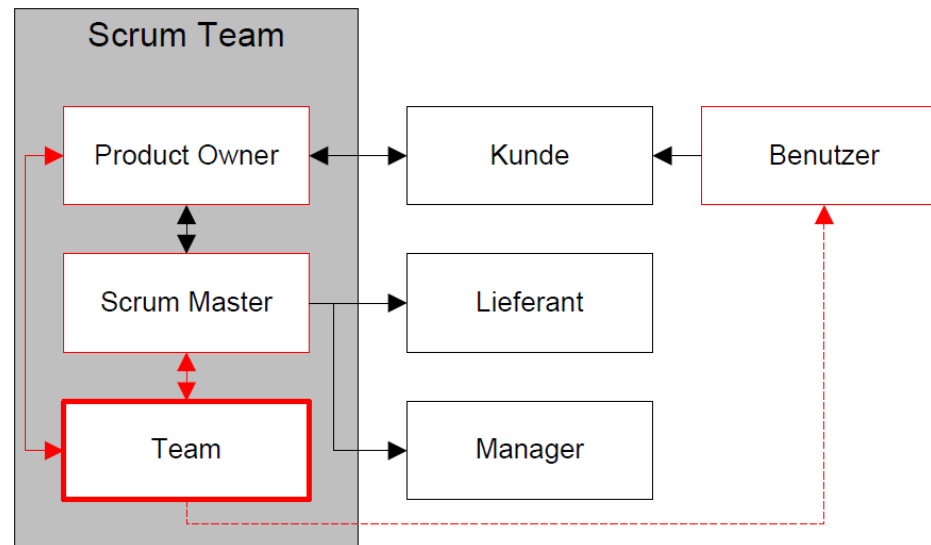 Scrum Team
Product Owner
Kunde
Benutzer
Scrum Master
Lieferant
Team
Manager